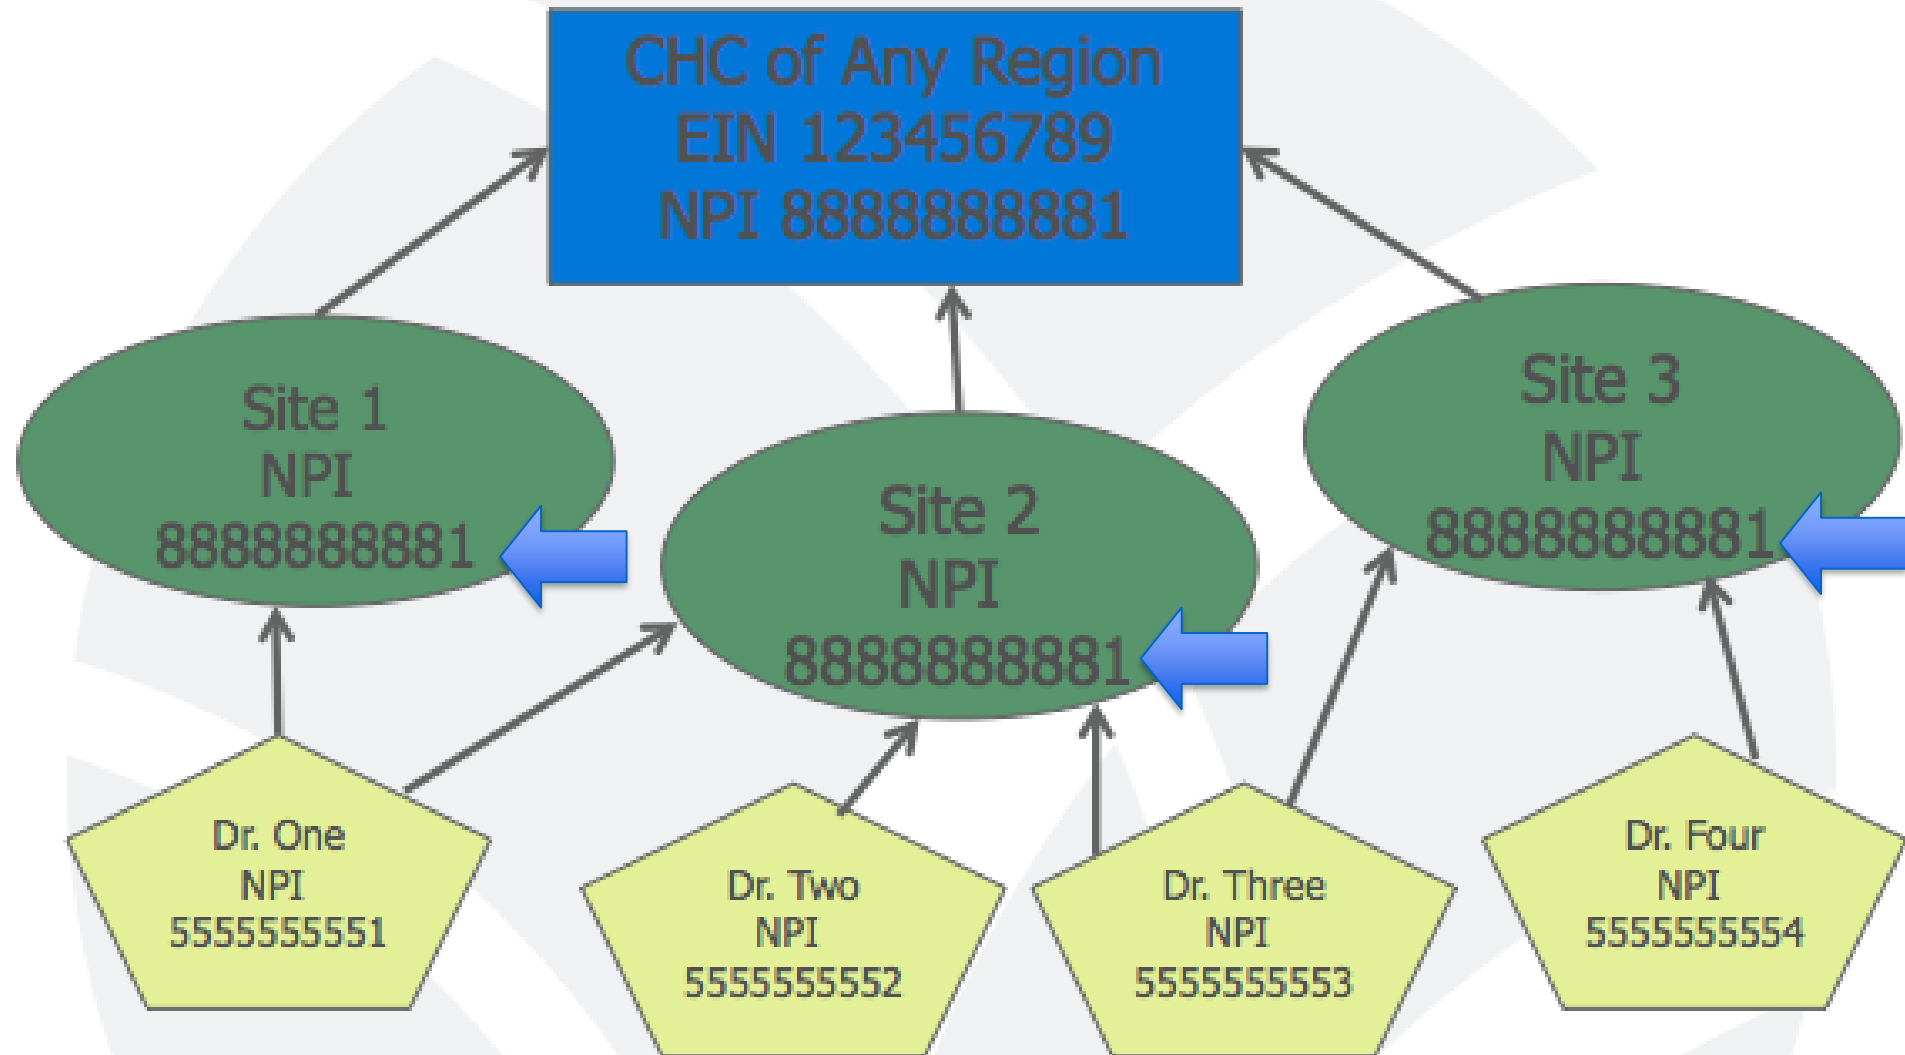 CHC of Any Region
EIN 123456789
NPI 8888888881
Site 1
NPI
8888888881
Site 2
NPI
8888888881
Site 3
NPI
8888888881
Dr. One
NPI
5555555551
Dr. Two
NPI
5555555552
Dr. Three
NPI
5555555553
Dr. Four
NPI
5555555554